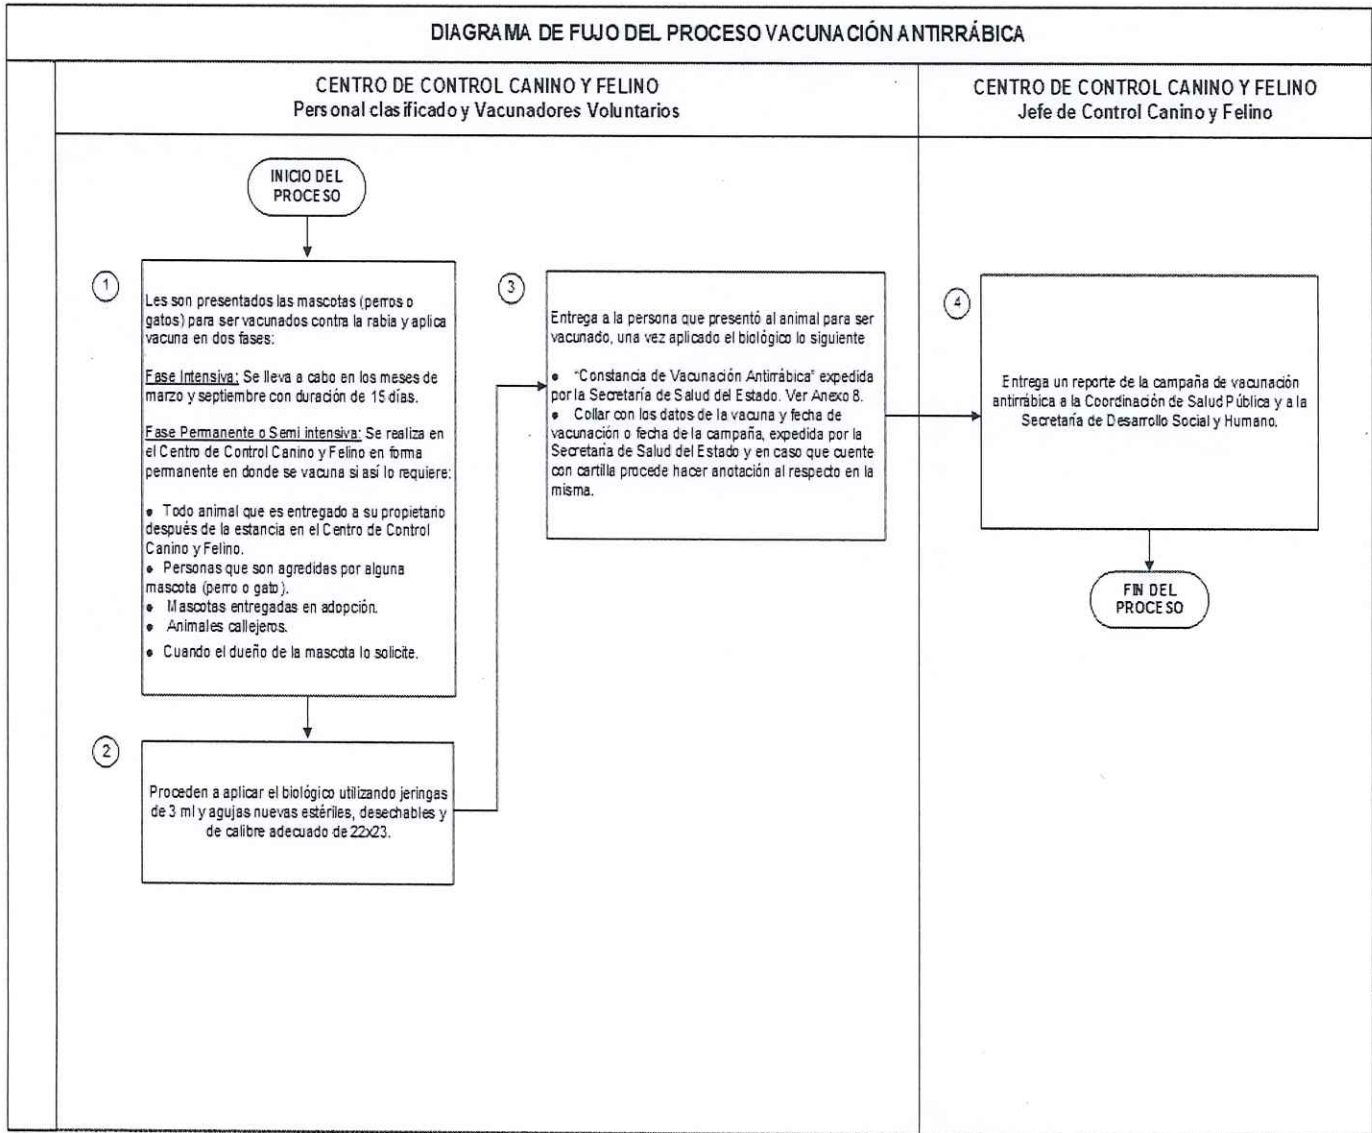 DIAGRAMA DE FUJO DEL PROCESO VACUNACIÓN ANTIRRÁBICA
CENTRO DE CONTROL CANINO Y FELINO
Personal clasificado y Vacunadores Voluntarios
CENTRO DE CONTROL CANINO Y FELINO
Jefe de Control Canino y Felino
INICIO DEL
PROCESO
1
Les son presentados las mascotas (perros o
gatos) para ser vacunados contra la rabia y aplica
vacuna en dos fases:
Fase Intensiva: Se lleva a cabo en los meses de
marzo y septiembre con duración de 15 días.
Fase Permanente o Semi intensiva: Se realiza en
el Centro de Control Canino y Felino en forma
permanente en donde se vacuna si así lo requiere:
• Todo animal que es entregado a su propietario
después de la estancia en el Centro de Control
Canino y Felino.
• Personas que son agredidas por alguna
mascota (perro o gato).
• Mascotas entregadas en adopción.
• Animales callejeros.
• Cuando el dueño de la mascota lo solicite.
2
Proceden a aplicar el biológico utilizando jeringas
de 3 ml y agujas nuevas estériles, desechables y
de calibre adecuado de 22x23.
3
Entrega a la persona que presentó al animal para ser
vacunado, una vez aplicado el biológico lo siguiente
• "Constancia de Vacunación Antirrábica" expedida
por la Secretaría de Salud del Estado. Ver Anexo 8.
• Collar con los datos de la vacuna y fecha de
vacunación o fecha de la campaña, expedida por la
Secretaria de Salud del Estado y en caso que cuente
con cartilla procede hacer anotación al respecto en la
misma.
4
Entrega un reporte de la campaña de vacunación
antirrábica a la Coordinación de Salud Pública y a la
Secretaría de Desarrollo Social y Humano.
FIN DEL
PROCESO